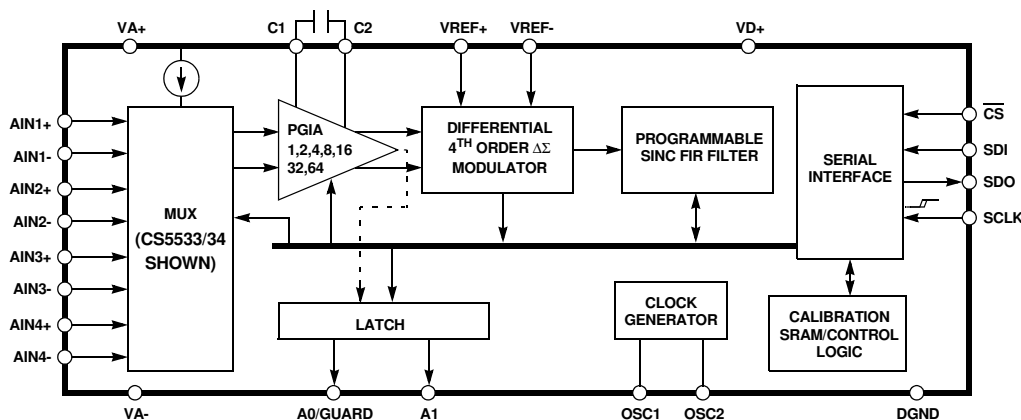 VA+
C1
C2
VREF+
VREF-
VD+
AIN1+
AIN1-
AIN2+
AIN2-
AIN3+
AIN3-
AIN4+
AIN4-
MUX
(CS5533/34
SHOWN)
PGIA
1,2,4,8,16
32,64
DIFFERENTIAL
4TH ORDER ΔΣ
MODULATOR
PROGRAMMABLE
SINC FIR FILTER
SERIAL
INTERFACE
CS
SDI
SDO
SCLK
LATCH
CLOCK
GENERATOR
CALIBRATION
SRAM/CONTROL
LOGIC
VA-
A0/GUARD
A1
OSC1
OSC2
DGND